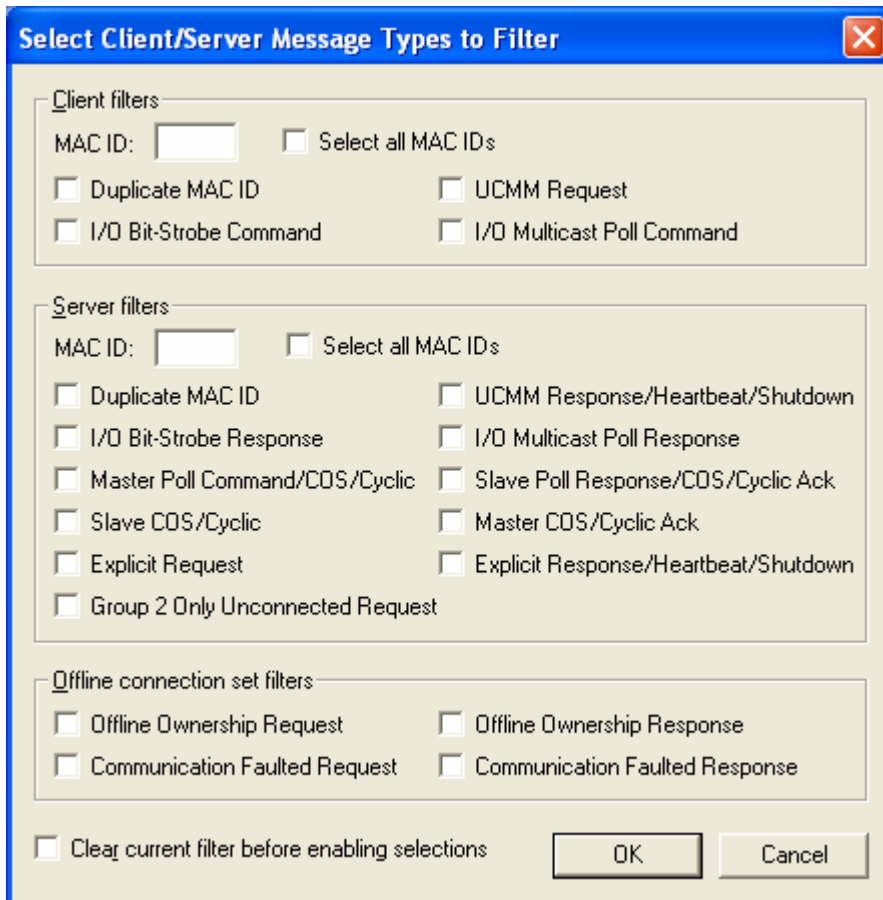 Select Client/Server Message Types to Filter
Client filters
MAC ID: Select all MAC IDs
Duplicate MAC ID UCMM Request
I/O Bit-Strobe Command I/O Multicast Poll Command
Server filters
MAC ID: Select all MAC IDs
Duplicate MAC ID UCMM Response/Heartbeat/Shutdown
I/O Bit-Strobe Response I/O Multicast Poll Response
Master Poll Command/COS/Cyclic Slave Poll Response/COS/Cyclic Ack
Slave COS/Cyclic Master COS/Cyclic Ack
Explicit Request Explicit Response/Heartbeat/Shutdown
Group 2 Only Unconnected Request
Offline connection set filters
Offline Ownership Request Offline Ownership Response
Communication Faulted Request Communication Faulted Response
Clear current filter before enabling selections OK Cancel